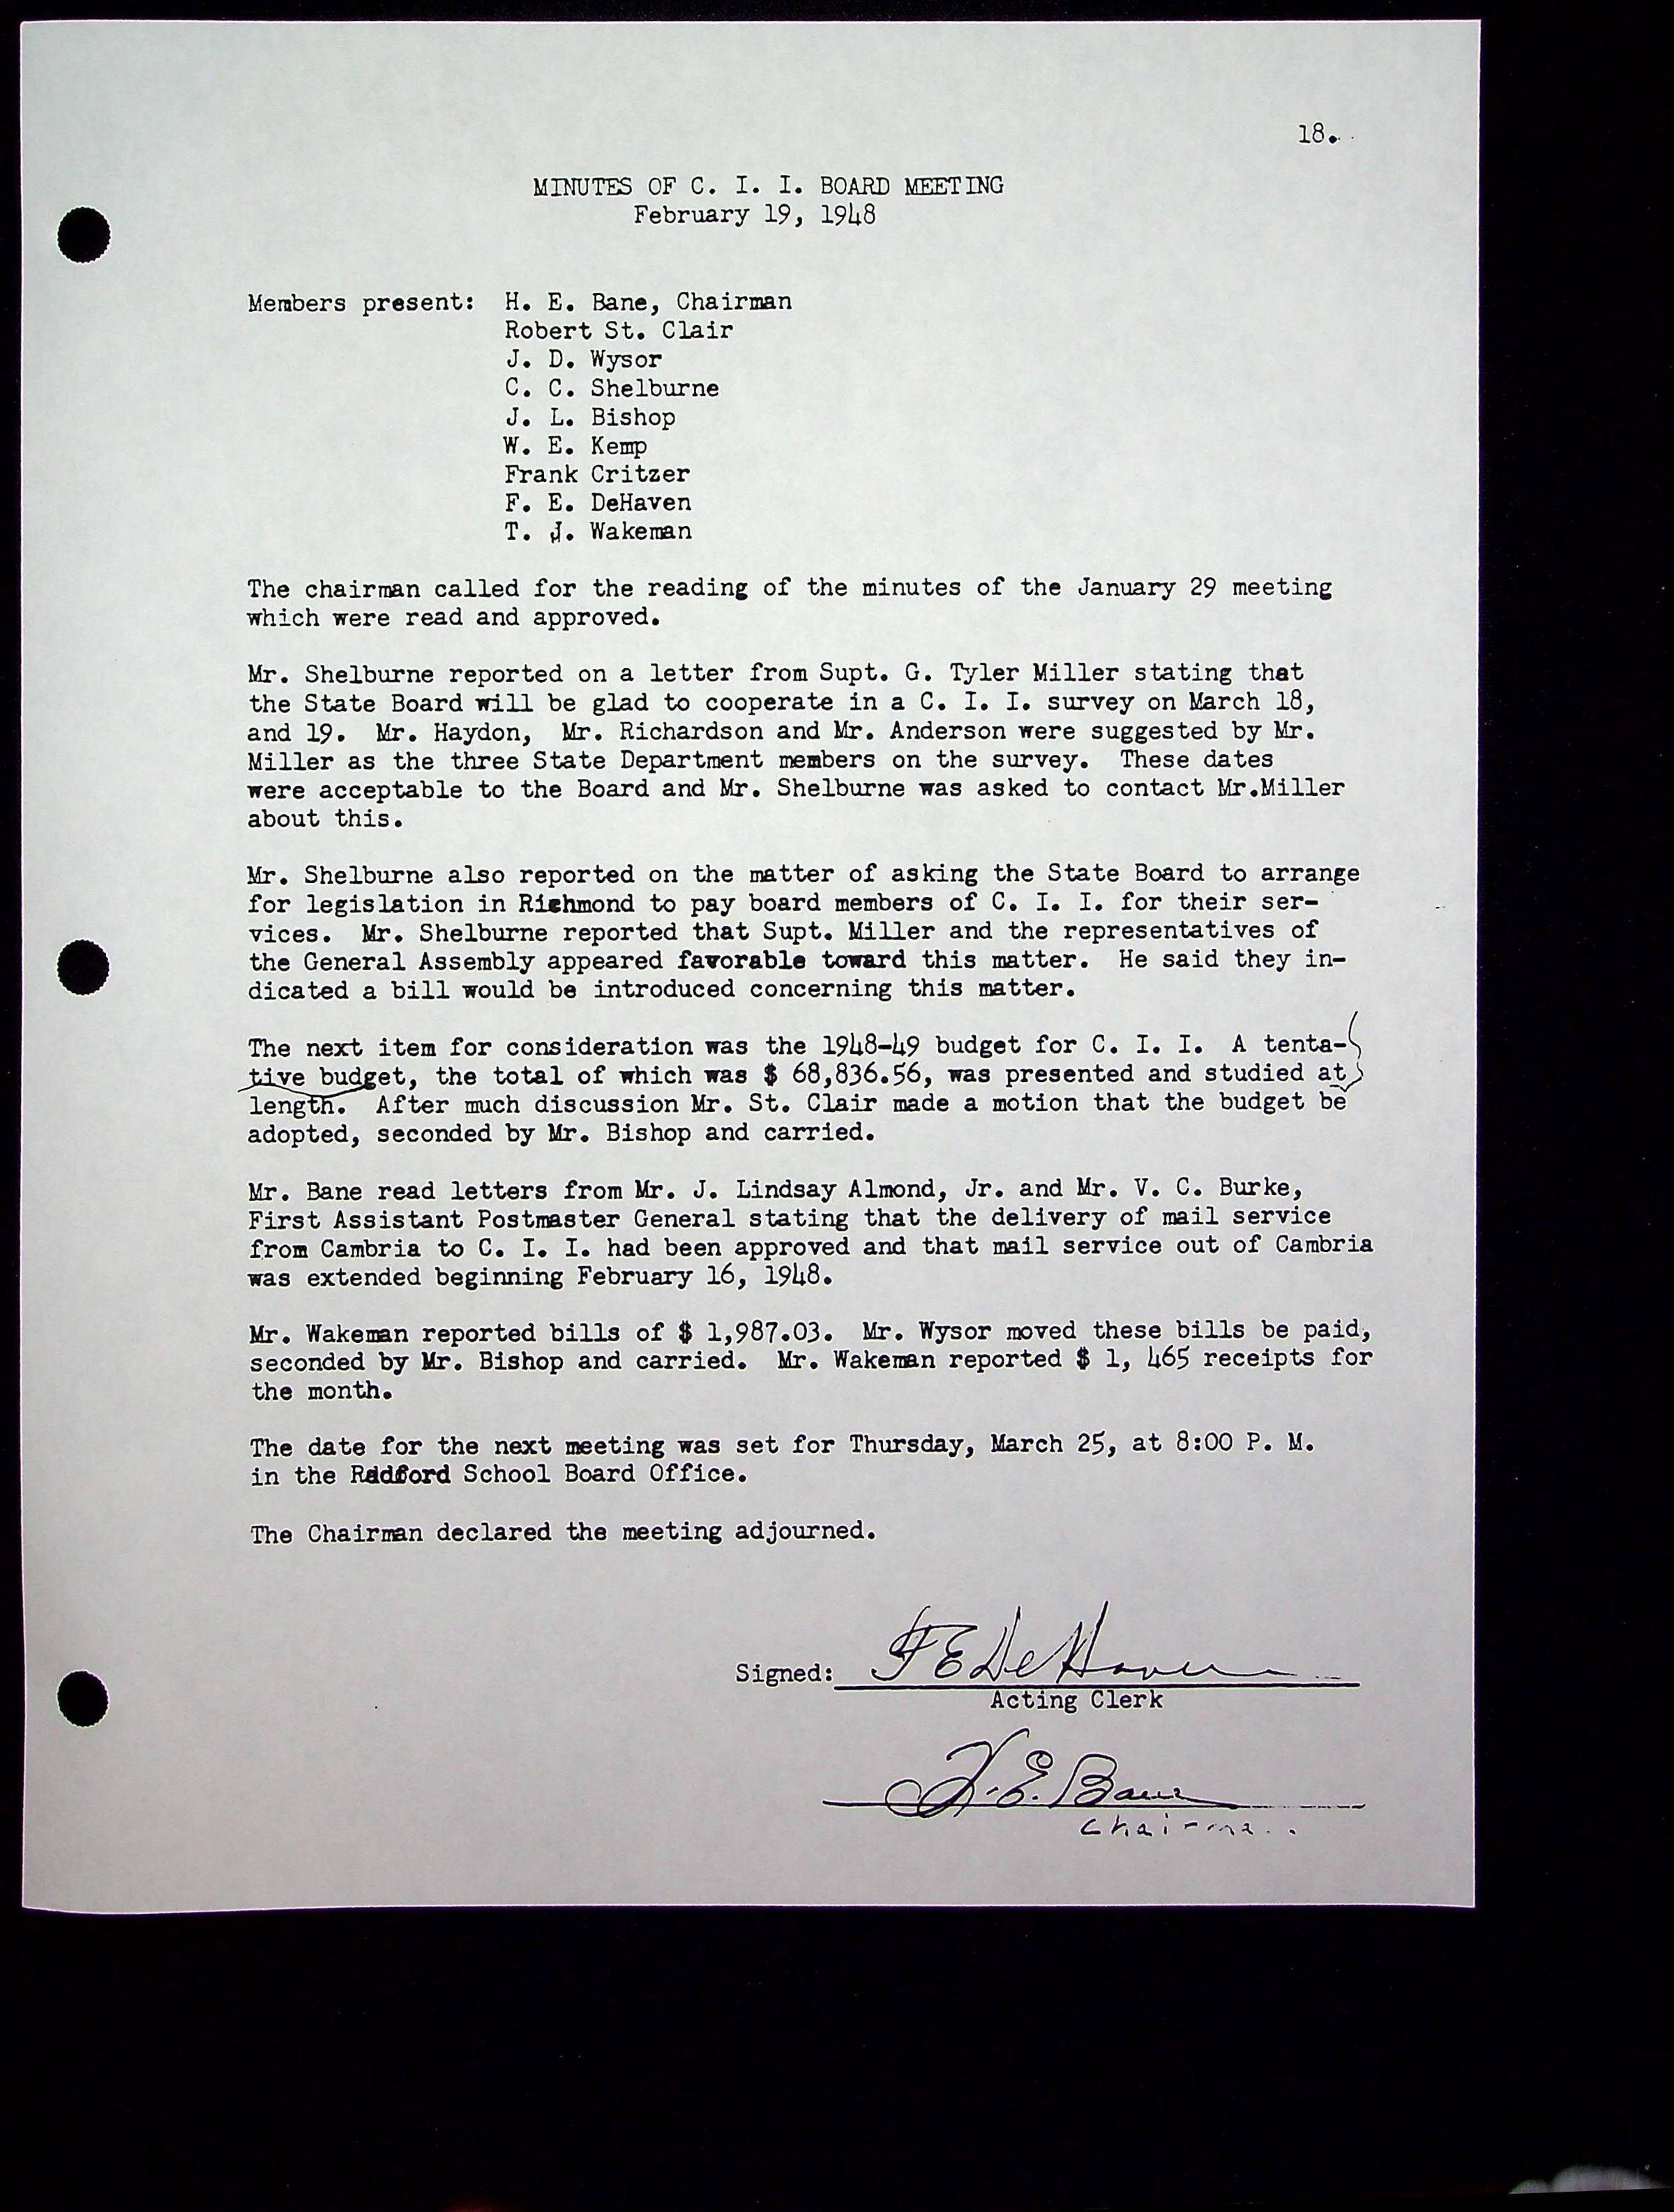 18.
MINUTES OF C. I. I. BOARD MEETING
February 19, 1948
Members present: H. E. Bane, Chairman
Robert St. Clair
J. D. Wysor
C. C. Shelburne
J. L. Bishop
W. E. Kemp
Frank Critzer
F. E. DeHaven
T. J. Wakeman
The chairman called for the reading of the minutes of the January 29 meeting
which were read and approved.
Mr. Shelburne reported on a letter from Supt. G. Tyler Miller stating that
the State Board will be glad to cooperate in a C. I. I. survey on March 18,
and 19. Mr. Haydon, Mr. Richardson and Mr. Anderson were suggested by Mr.
Miller as the three State Department members on the survey. These dates
were acceptable to the Board and Mr. Shelburne was asked to contact Mr.Miller
about this.
Mr. Shelburne also reported on the matter of asking the State Board to arrange
for legislation in Richmond to pay board members of C. I. I. for their ser-
vices. Mr. Shelburne reported that Supt. Miller and the representatives of
the General Assembly appeared favorable toward this matter. He said they in-
dicated a bill would be introduced concerning this matter.
The next item for consideration was the 1948-49 budget for C. I. I. A tenta-
tive budget, the total of which was $ 68,836.56, was presented and studied at
length. After much discussion Mr. St. Clair made a motion that the budget be
adopted, seconded by Mr. Bishop and carried.
Mr. Bane read letters from Mr. J. Lindsay Almond, Jr. and Mr. V. C. Burke,
First Assistant Postmaster General stating that the delivery of mail service
from Cambria to C. I. I. had been approved and that mail service out of Cambria
was extended beginning February 16, 1948.
Mr. Wakeman reported bills of $ 1,987.03. Mr. Wysor moved these bills be paid,
seconded by Mr. Bishop and carried. Mr. Wakeman reported $ 1, 465 receipts for
the month.
The date for the next meeting was set for Thursday, March 25, at 8:00 P. M.
in the Radford School Board Office.
The Chairman declared the meeting adjourned.
Signed: F E DeHaven
Acting Clerk
H. E. Bane
Chairman